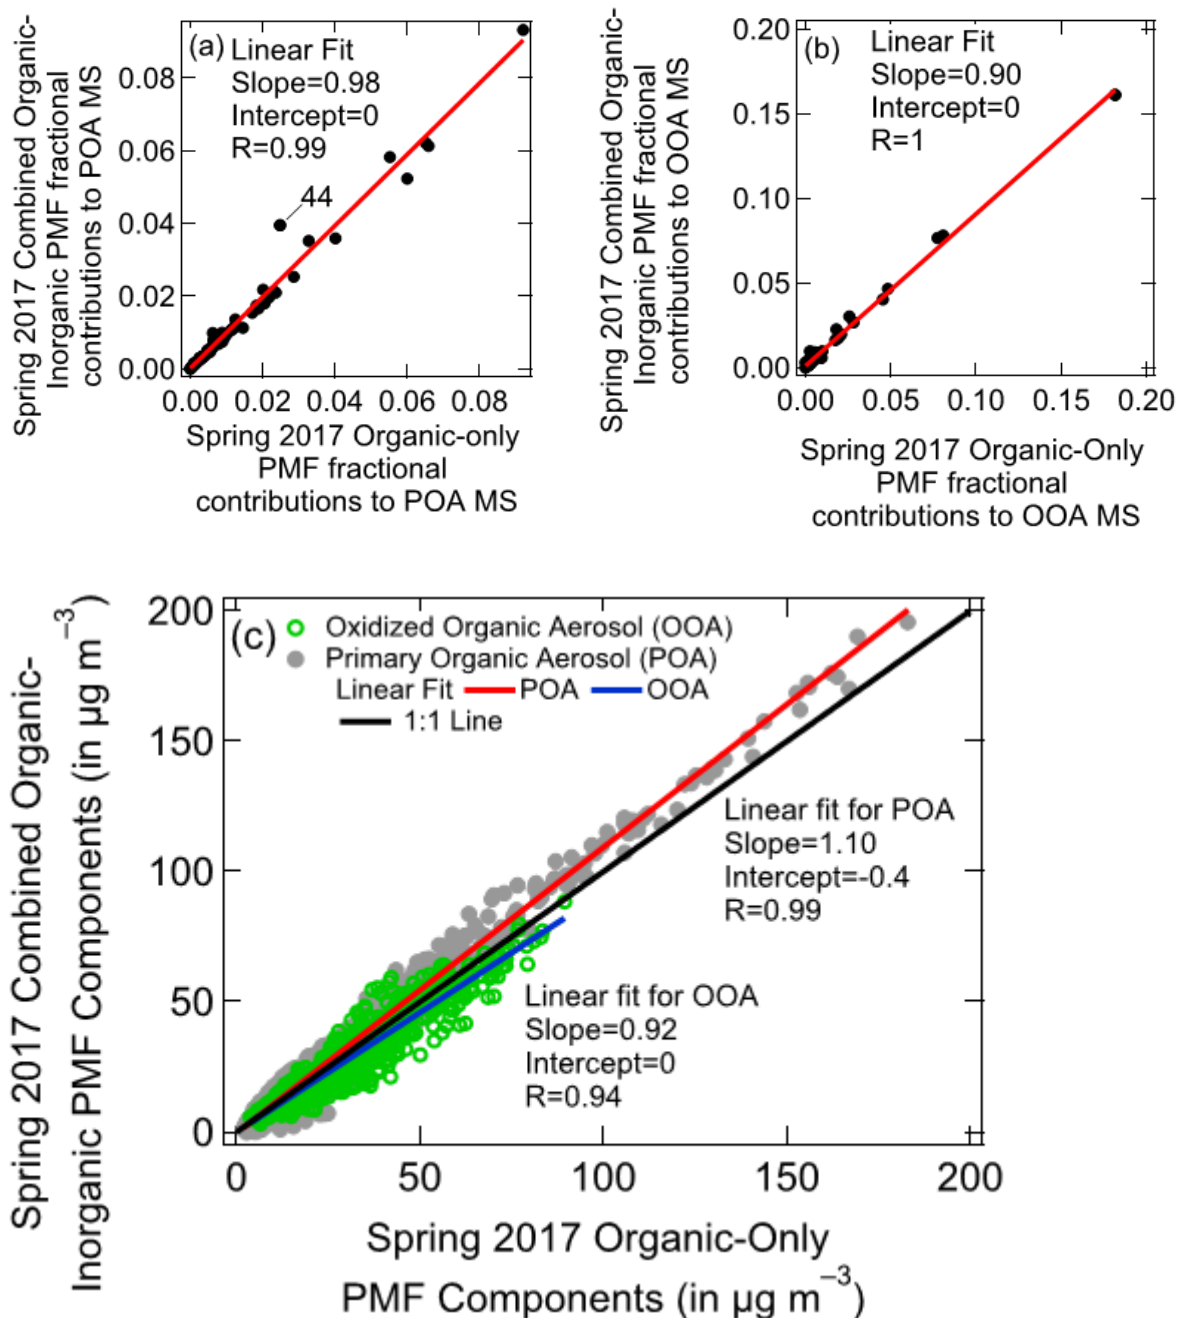 Spring 2017 Combined Organic-
Inorganic PMF fractional
contributions to POA MS
(a)
Linear Fit
Slope=0.98
Intercept=0
R=0.99
44
0.08
0.06
0.04
0.02
0.00
0.00 0.02 0.04 0.06 0.08
Spring 2017 Organic-only
PMF fractional
contributions to POA MS
Spring 2017 Combined Organic-
Inorganic PMF fractional
contributions to OOA MS
(b)
Linear Fit
Slope=0.90
Intercept=0
R=1
0.20
0.15
0.10
0.05
0.00
0.00 0.05 0.10 0.15 0.20
Spring 2017 Organic-Only
PMF fractional
contributions to OOA MS
Spring 2017 Combined Organic-
Inorganic PMF Components (in µg m⁻³)
(c)
Oxidized Organic Aerosol (OOA)
Primary Organic Aerosol (POA)
Linear Fit POA OOA
1:1 Line
Linear fit for POA
Slope=1.10
Intercept=-0.4
R=0.99
Linear fit for OOA
Slope=0.92
Intercept=0
R=0.94
200
150
100
50
0
0 50 100 150 200
Spring 2017 Organic-Only
PMF Components (in µg m⁻³)